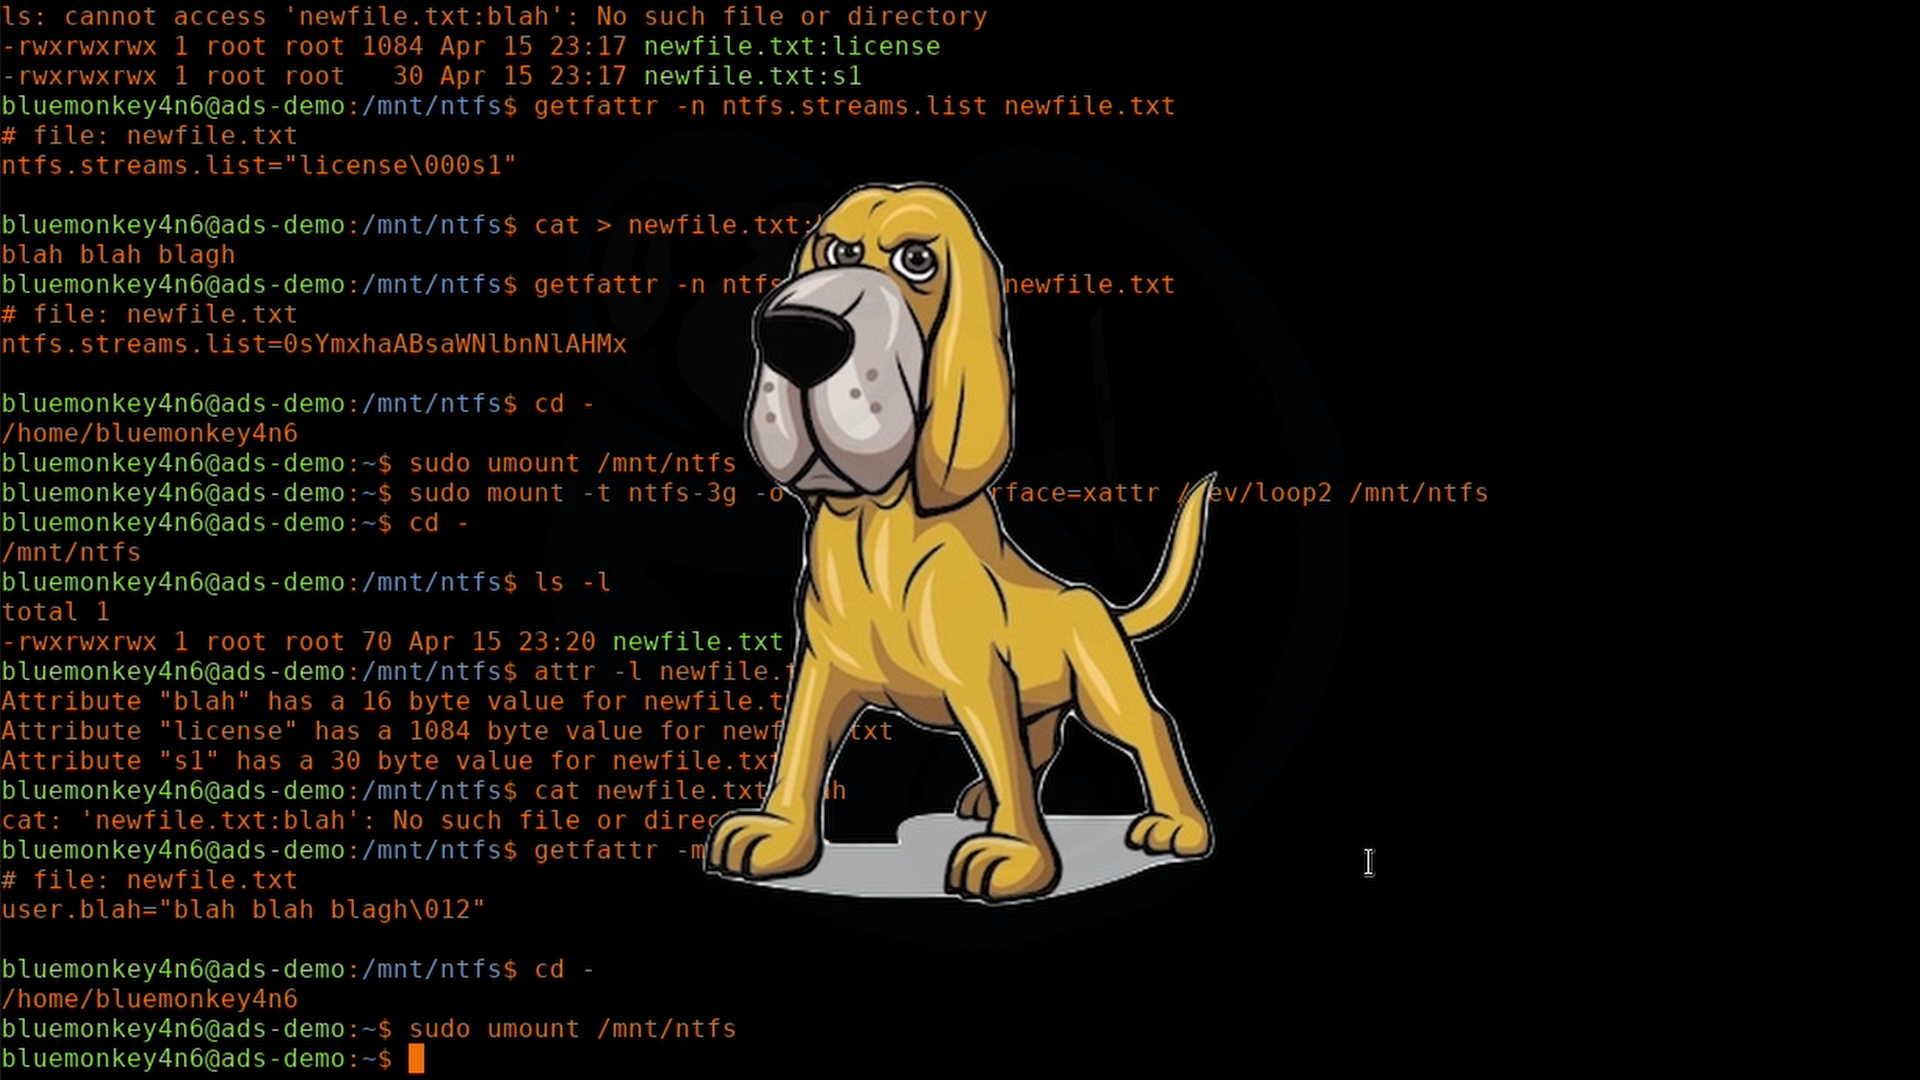 ls: cannot access 'newfile.txt:blah': No such file or directory
-rwxrwxrwx 1 root root 1084 Apr 15 23:17 newfile.txt:license
-rwxrwxrwx 1 root root   30 Apr 15 23:17 newfile.txt:s1
bluemonkey4n6@ads-demo:/mnt/ntfs$ getfattr -n ntfs.streams.list newfile.txt
# file: newfile.txt
ntfs.streams.list="license\000s1"
bluemonkey4n6@ads-demo:/mnt/ntfs$ cat > newfile.txt:
blah blah blagh
bluemonkey4n6@ads-demo:/mnt/ntfs$ getfattr -n ntfs newfile.txt
# file: newfile.txt
ntfs.streams.list=0sYmxhaABsaWNlbnNlAHMx
bluemonkey4n6@ads-demo:/mnt/ntfs$ cd -
/home/bluemonkey4n6
bluemonkey4n6@ads-demo:~$ sudo umount /mnt/ntfs
bluemonkey4n6@ads-demo:~$ sudo mount -t ntfs-3g -o rface=xattr /dev/loop2 /mnt/ntfs
bluemonkey4n6@ads-demo:~$ cd -
/mnt/ntfs
bluemonkey4n6@ads-demo:/mnt/ntfs$ ls -l
total 1
-rwxrwxrwx 1 root root 70 Apr 15 23:20 newfile.txt
bluemonkey4n6@ads-demo:/mnt/ntfs$ attr -l newfile.t
Attribute "blah" has a 16 byte value for newfile.t
Attribute "license" has a 1084 byte value for newf txt
Attribute "s1" has a 30 byte value for newfile.txt
bluemonkey4n6@ads-demo:/mnt/ntfs$ cat newfile.txt ah
cat: 'newfile.txt:blah': No such file or direc
bluemonkey4n6@ads-demo:/mnt/ntfs$ getfattr -m
# file: newfile.txt
user.blah="blah blah blagh\012"
bluemonkey4n6@ads-demo:/mnt/ntfs$ cd -
/home/bluemonkey4n6
bluemonkey4n6@ads-demo:~$ sudo umount /mnt/ntfs
bluemonkey4n6@ads-demo:~$